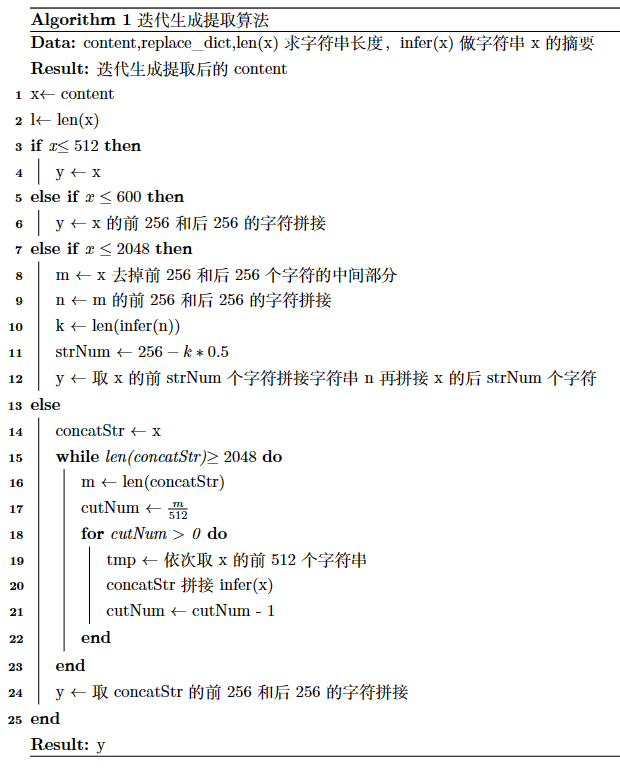 Algorithm 1 迭代生成提取算法
Data: content,replace_dict,len(x) 求字符串长度，infer(x) 做字符串 x 的摘要
Result: 迭代生成提取后的 content
1 x← content
2 l← len(x)
3 if x≤ 512 then
4 y ← x
5 else if x ≤ 600 then
6 y ← x 的前 256 和后 256 的字符拼接
7 else if x ≤ 2048 then
8 m ← x 去掉前 256 和后 256 个字符的中间部分
9 n ← m 的前 256 和后 256 的字符拼接
10 k ← len(infer(n))
11 strNum ← 256 − k ∗ 0.5
12 y ← 取 x 的前 strNum 个字符拼接字符串 n 再拼接 x 的后 strNum 个字符
13 else
14 concatStr ← x
15 while len(concatStr)≥ 2048 do
16 m ← len(concatStr)
17 cutNum ← m/512
18 for cutNum > 0 do
19 tmp ← 依次取 x 的前 512 个字符串
20 concatStr 拼接 infer(x)
21 cutNum ← cutNum - 1
22 end
23 end
24 y ← 取 concatStr 的前 256 和后 256 的字符拼接
25 end
Result: y